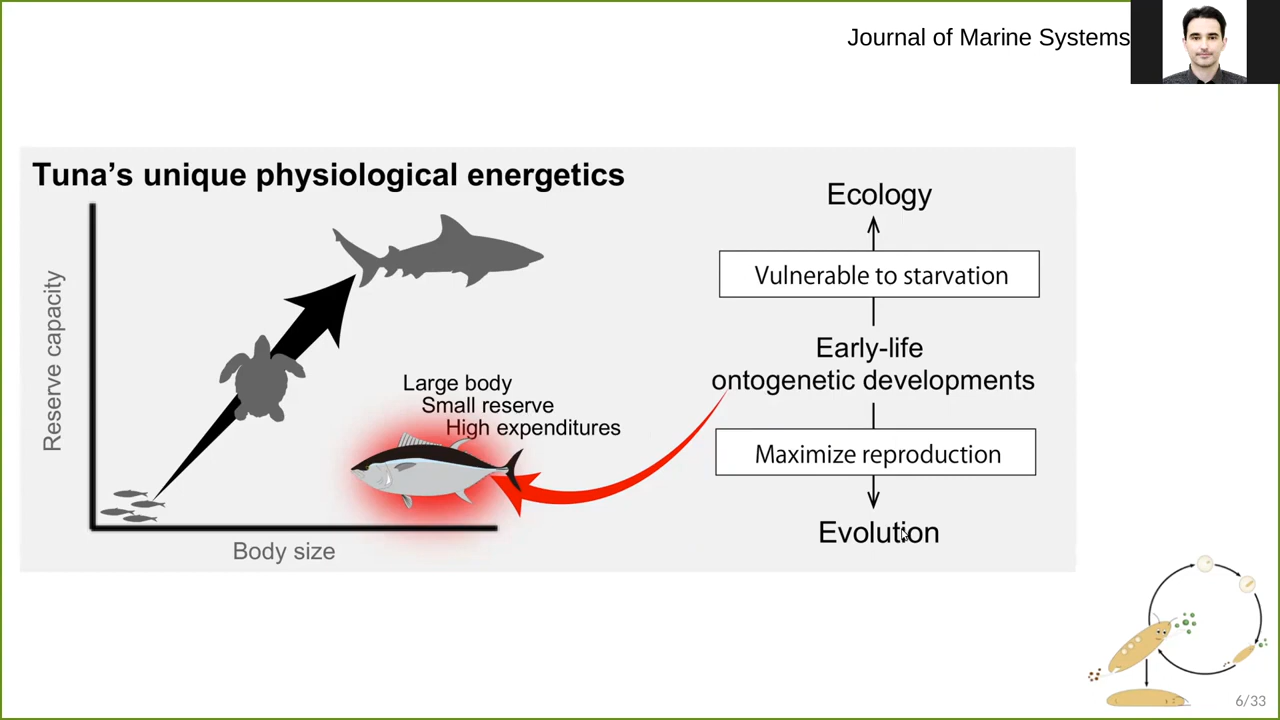 Journal of Marine Systems
Tuna’s unique physiological energetics
Reserve capacity
Body size
Large body
Small reserve
High expenditures
Ecology
Vulnerable to starvation
Early-life
ontogenetic developments
Maximize reproduction
Evolution
6/33